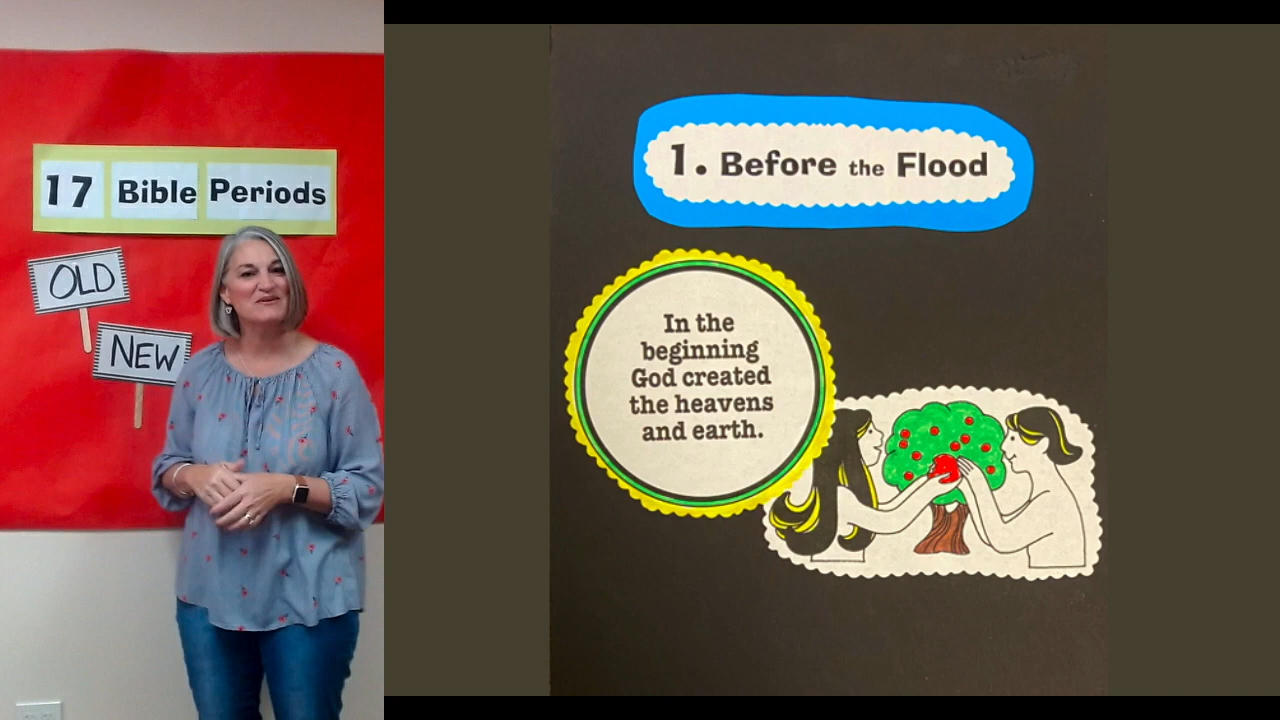 17 Bible Periods
OLD
NEW
1. Before the Flood
In the
beginning
God created
the heavens
and earth.